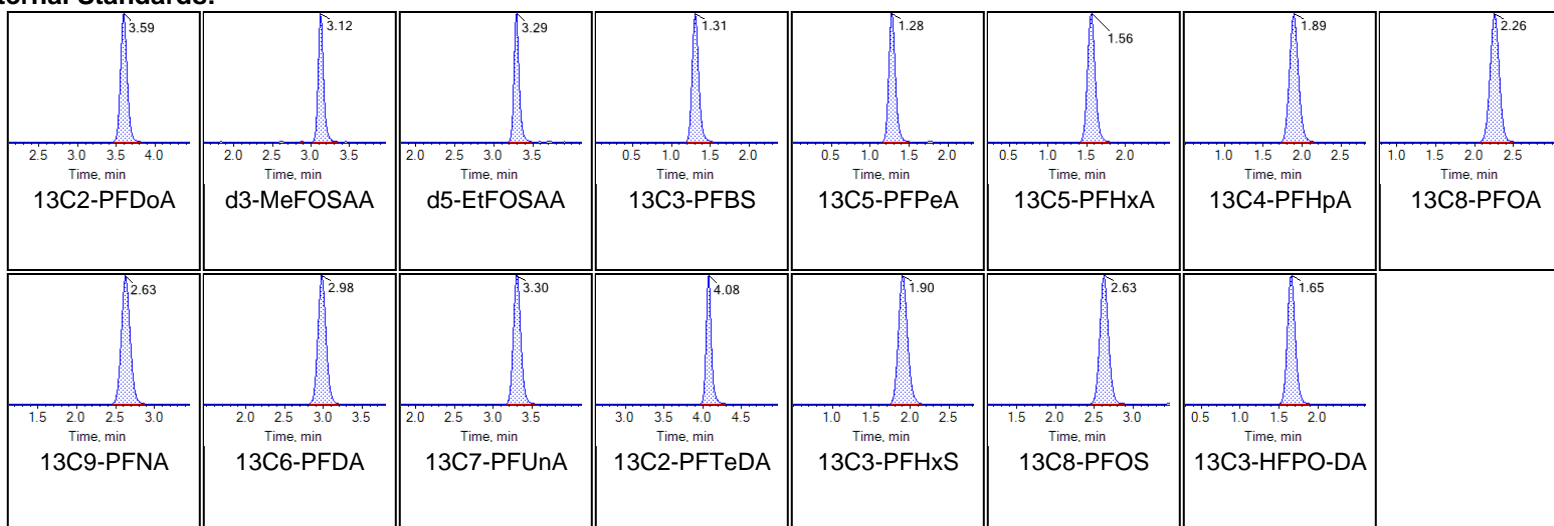 ternal Standards:
3.59 3.12 3.29 1.31 1.28 1.56 1.89 2.26
2.5 3.0 3.5 4.0 2.0 2.5 3.0 3.5 2.0 2.5 3.0 3.5 0.5 1.0 1.5 2.0 0.5 1.0 1.5 2.0 0.5 1.0 1.5 2.0 1.0 1.5 2.0 2.5 1.0 1.5 2.0 2.5
Time, min Time, min Time, min Time, min Time, min Time, min Time, min Time, min
13C2-PFDoA d3-MeFOSAA d5-EtFOSAA 13C3-PFBS 13C5-PFPeA 13C5-PFHxA 13C4-PFHpA 13C8-PFOA
2.63 2.98 3.30 4.08 1.90 2.63 1.65
1.5 2.0 2.5 3.0 2.0 2.5 3.0 3.5 2.0 2.5 3.0 3.5 3.0 3.5 4.0 4.5 1.0 1.5 2.0 2.5 1.5 2.0 2.5 3.0 0.5 1.0 1.5 2.0
Time, min Time, min Time, min Time, min Time, min Time, min Time, min
13C9-PFNA 13C6-PFDA 13C7-PFUnA 13C2-PFTeDA 13C3-PFHxS 13C8-PFOS 13C3-HFPO-DA